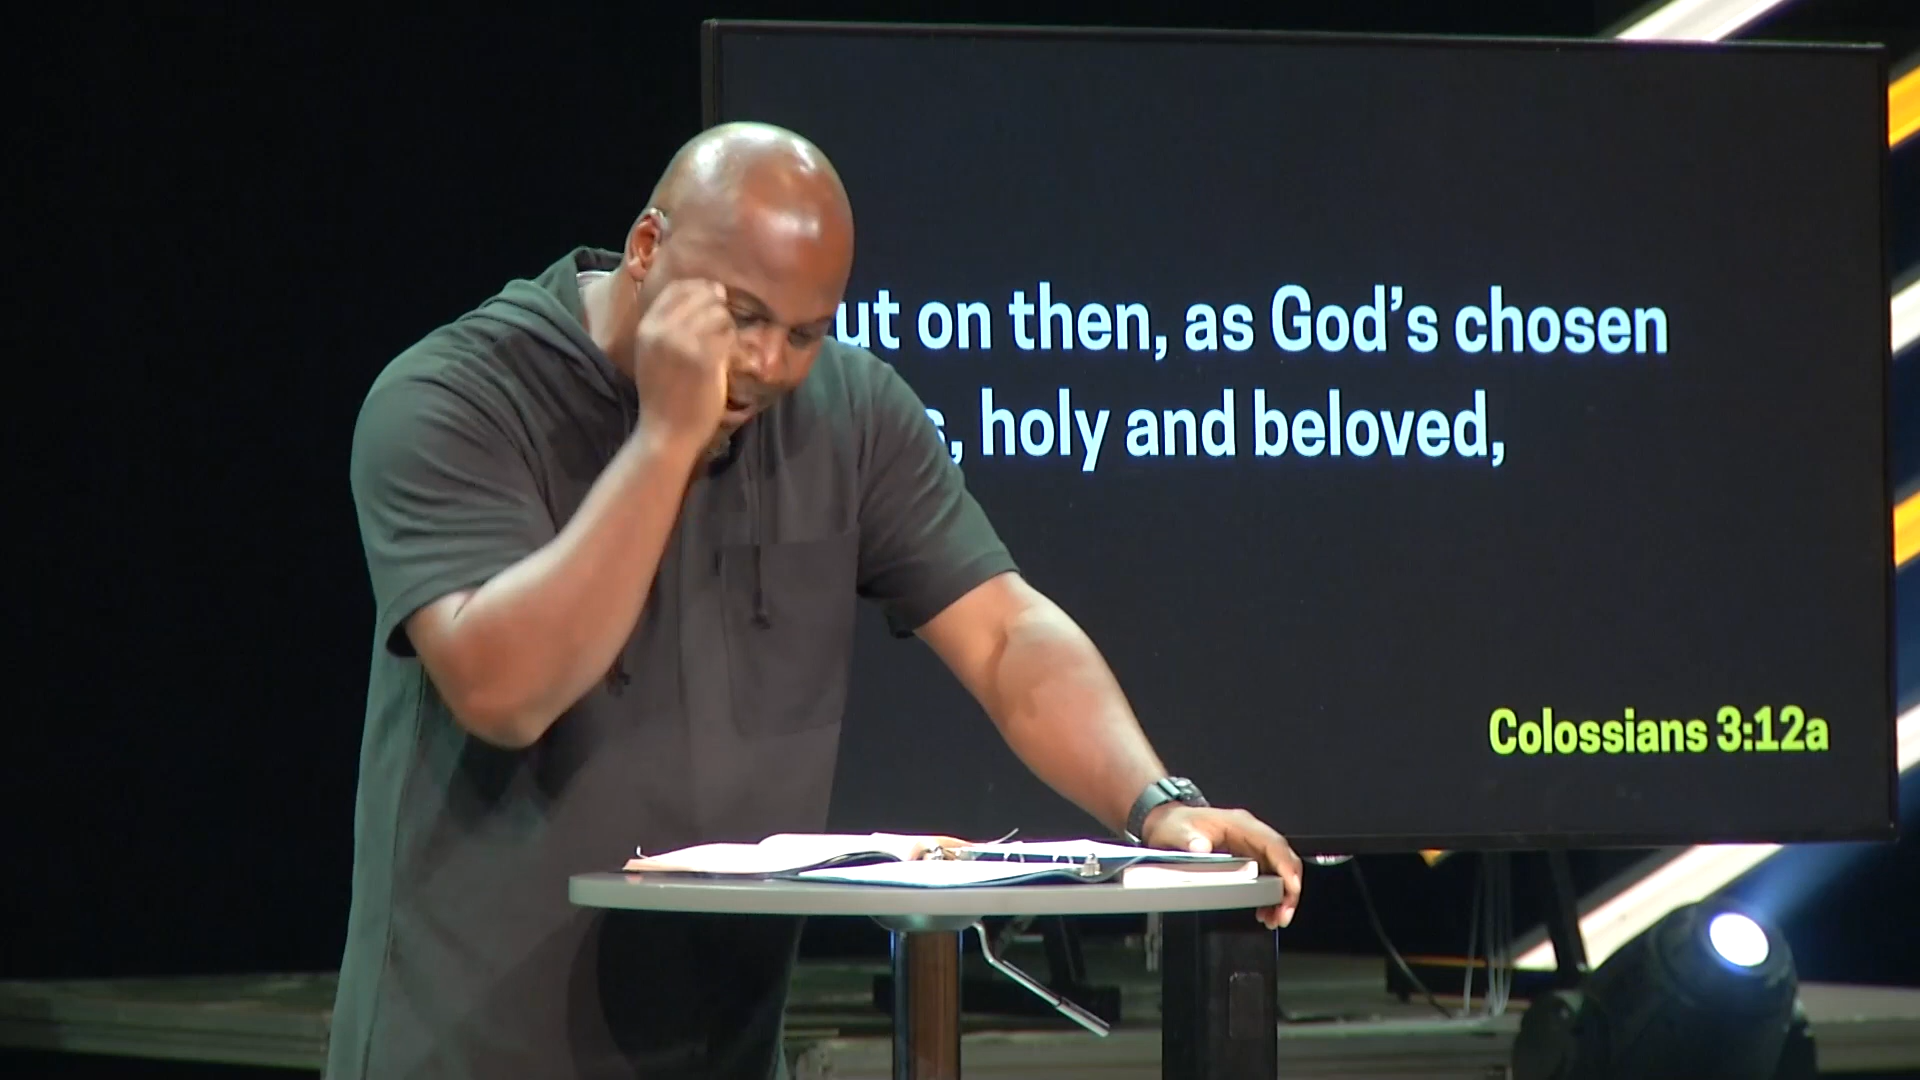 ut on then, as God's chosen
, holy and beloved,
Colossians 3:12a